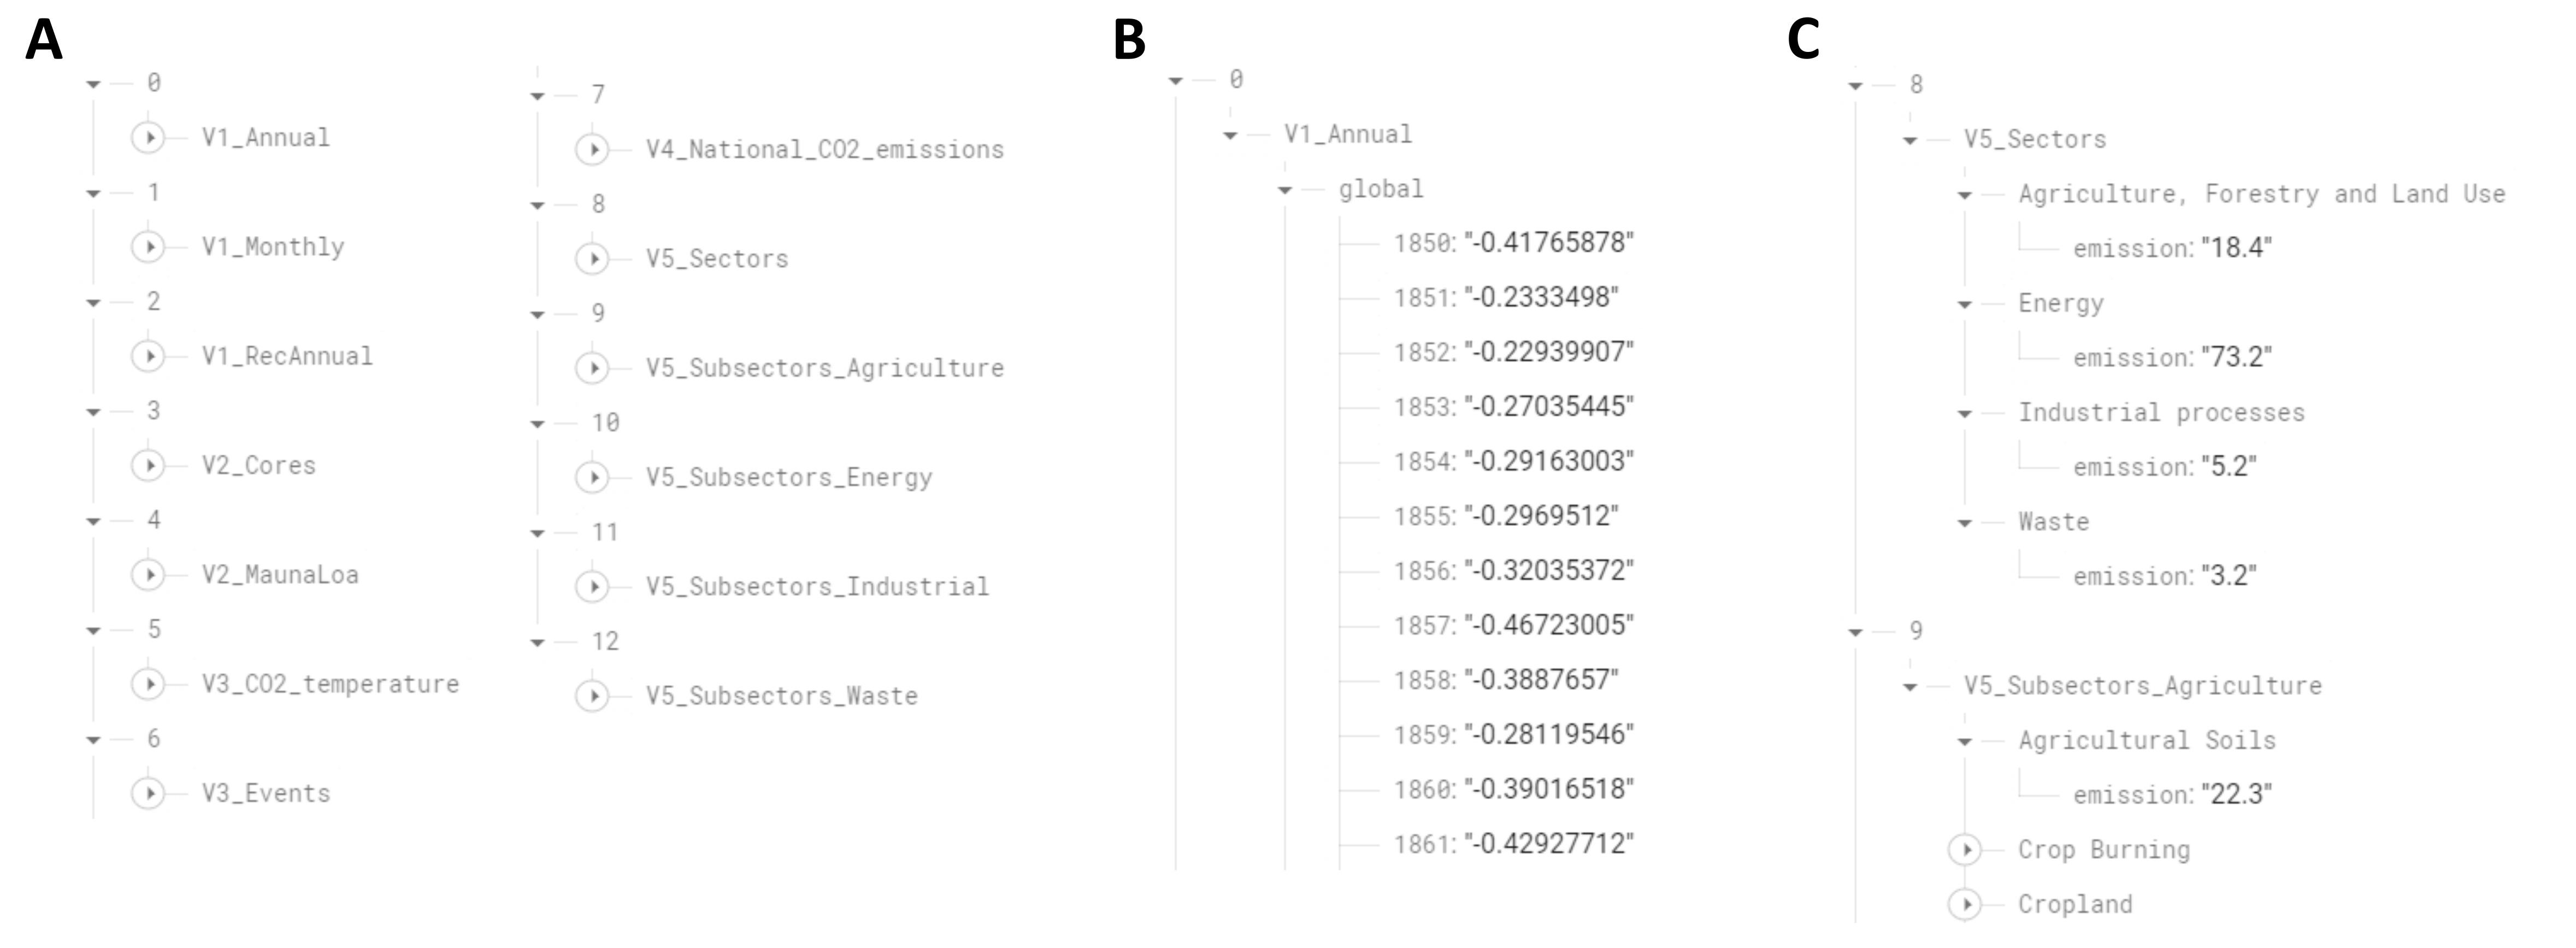 A
0
V1_Annual
1
V1_Monthly
2
V1_RecAnnual
3
V2_Cores
4
V2_MaunaLoa
5
V3_CO2_temperature
6
V3_Events
7
V4_National_CO2_emissions
8
V5_Sectors
9
V5_Subsectors_Agriculture
10
V5_Subsectors_Energy
11
V5_Subsectors_Industrial
12
V5_Subsectors_Waste
B
0
V1_Annual
global
1850: "-0.41765878"
1851: "-0.2333498"
1852: "-0.22939907"
1853: "-0.27035445"
1854: "-0.29163003"
1855: "-0.2969512"
1856: "-0.32035372"
1857: "-0.46723005"
1858: "-0.3887657"
1859: "-0.28119546"
1860: "-0.39016518"
1861: "-0.42927712"
C
8
V5_Sectors
Agriculture, Forestry and Land Use
emission: "18.4"
Energy
emission: "73.2"
Industrial processes
emission: "5.2"
Waste
emission: "3.2"
9
V5_Subsectors_Agriculture
Agricultural Soils
emission: "22.3"
Crop Burning
Cropland